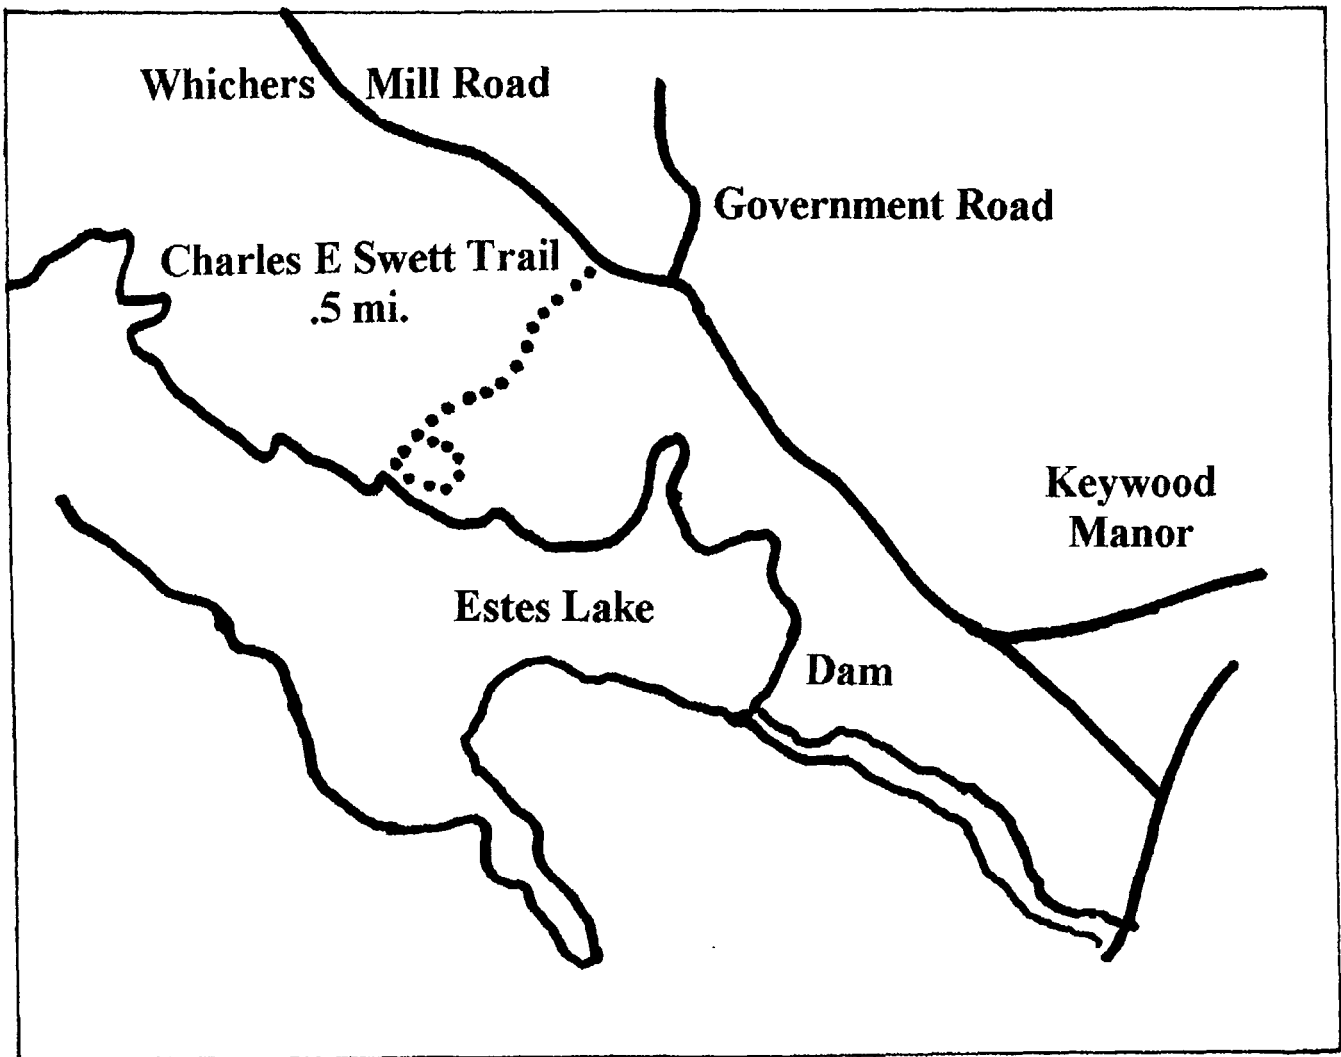 Whichers Mill Road
Government Road
Charles E Swett Trail
.5 mi.
Keywood
Manor
Estes Lake
Dam